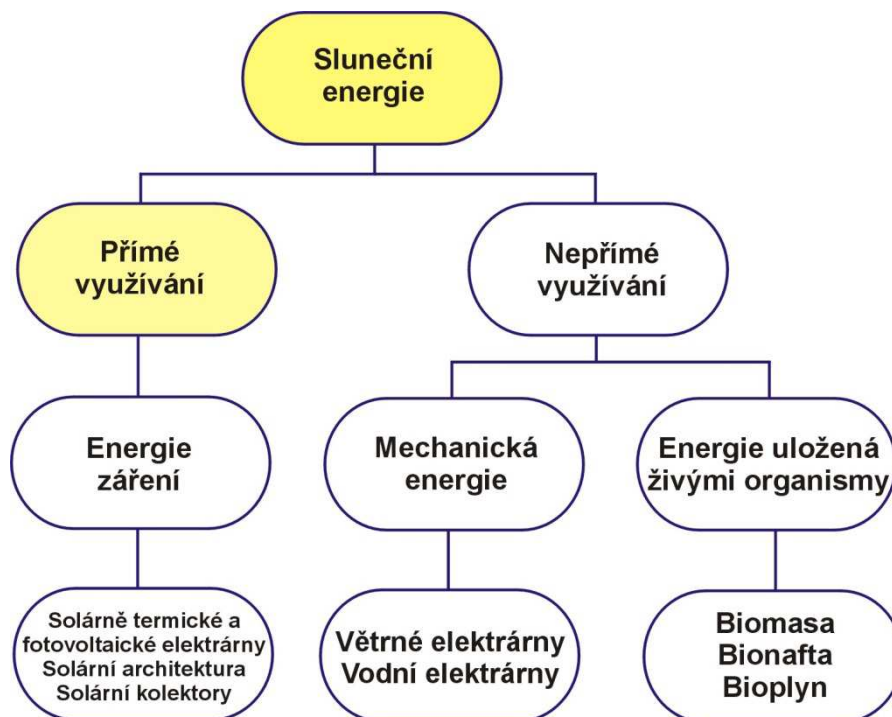 Sluneční
energie
Přímé
využívání
Nepřímé
využívání
Energie
záření
Mechanická
energie
Energie uložená
živými organismy
Solárně termické a
fotovoltaické elektrárny
Solární architektura
Solární kolektory
Větrné elektrárny
Vodní elektrárny
Biomasa
Bionafta
Bioplyn